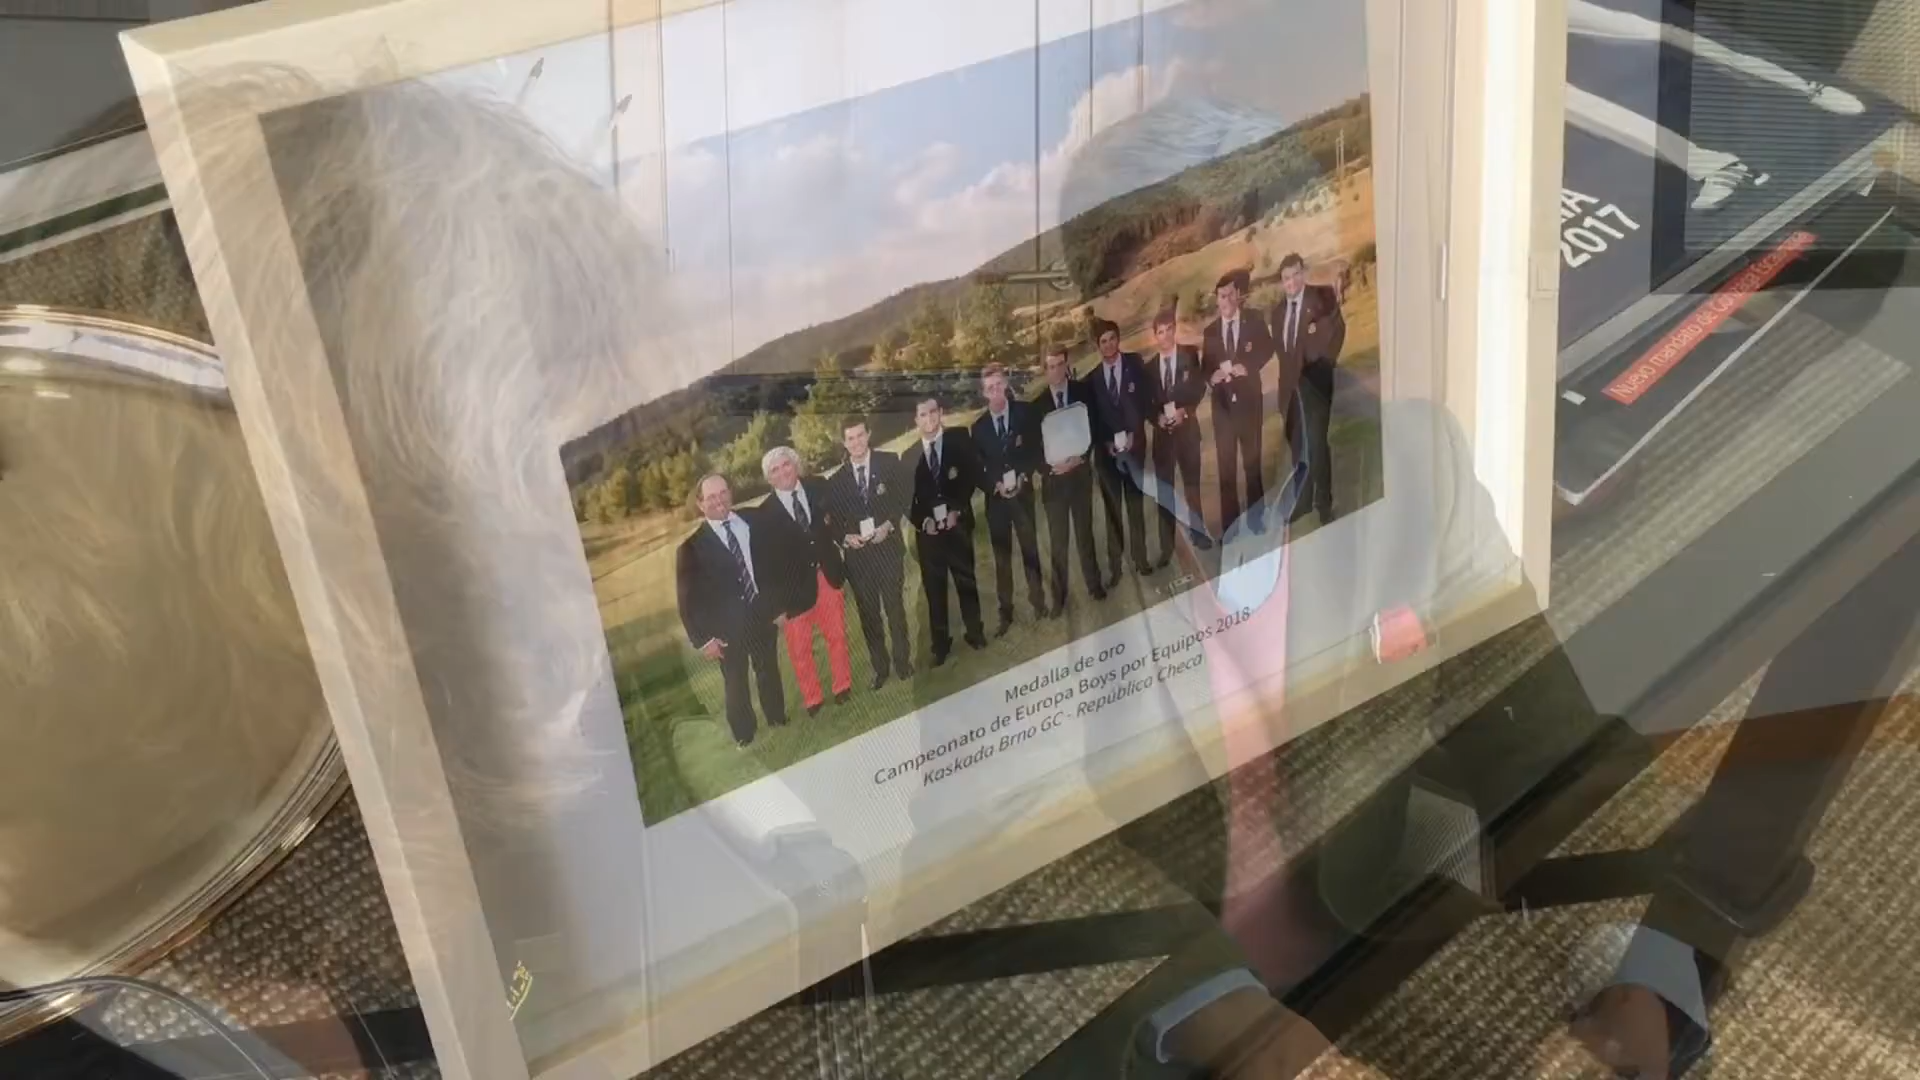 Medalla de oro
Campeonato de Europa Boys por Equipos 2018
Kaskada Brno GC - República Checa
2017
Nuevo mandato de